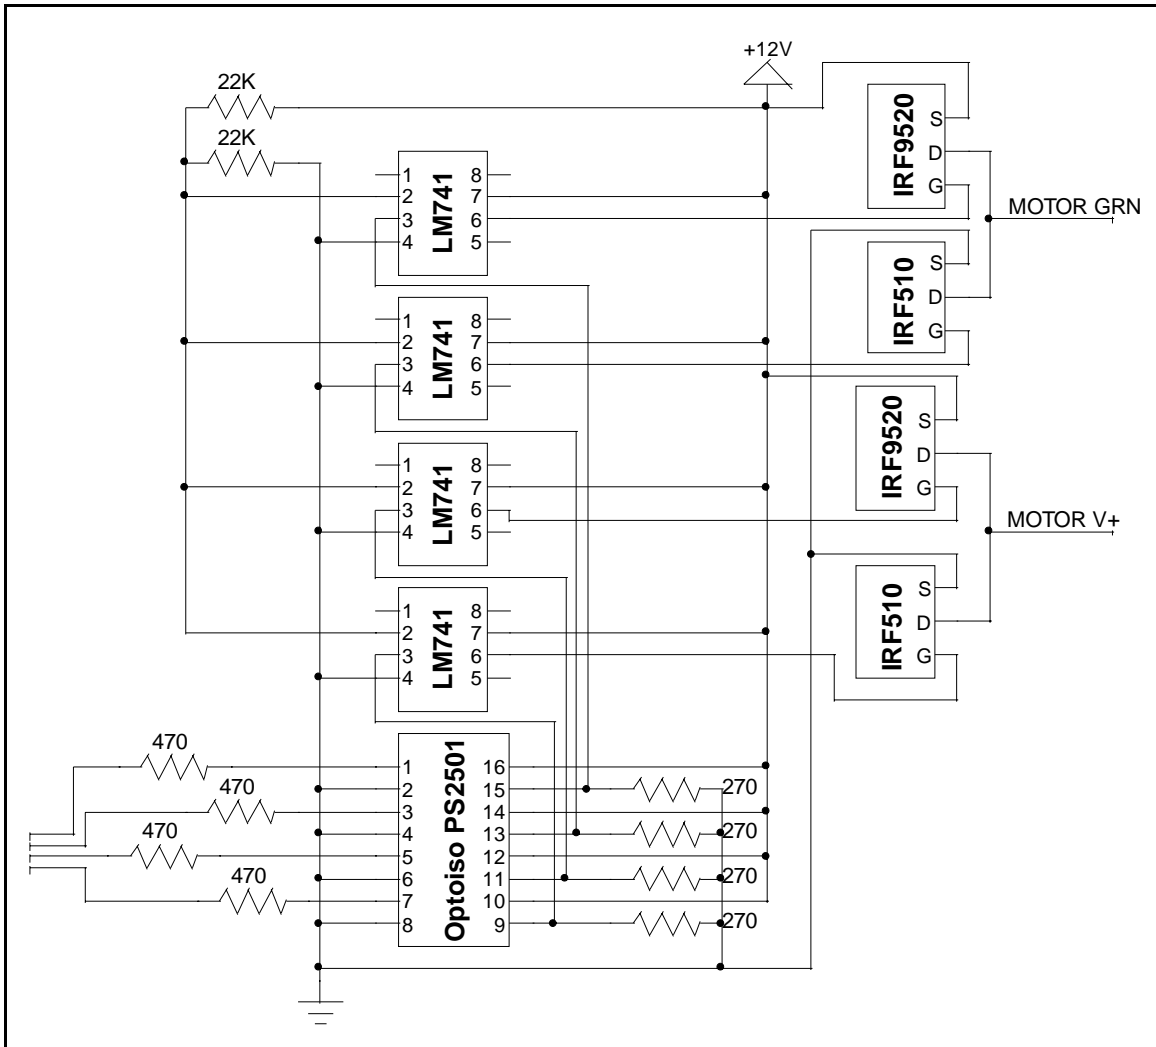 +12V
22K
22K
1 8
2 7
3 6
4 5
LM741
1 8
2 7
3 6
4 5
LM741
1 8
2 7
3 6
4 5
LM741
1 8
2 7
3 6
4 5
LM741
IRF9520
S
D
G
MOTOR GRN
IRF510
S
D
G
IRF9520
S
D
G
MOTOR V+
IRF510
S
D
G
470
470
470
470
1 16
2 15
3 14
4 13
5 12
6 11
7 10
8 9
Optoiso PS2501
270
270
270
270